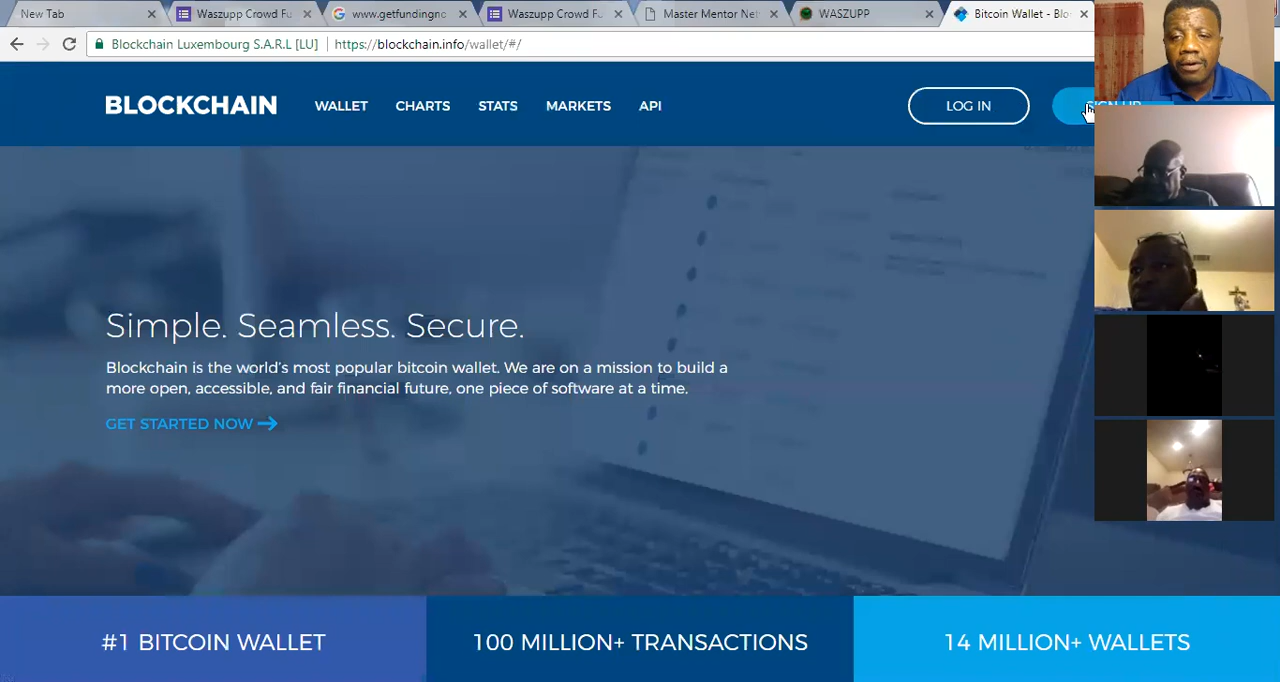 New Tab
Waszupp Crowd Fu
www.getfundingno
Waszupp Crowd Fu
Master Mentor Net
WASZUPP
Bitcoin Wallet - Blo
Blockchain Luxembourg S.A.R.L [LU]
https://blockchain.info/wallet/#/
BLOCKCHAIN
WALLET
CHARTS
STATS
MARKETS
API
LOG IN
SIGN UP
Simple. Seamless. Secure.
Blockchain is the world's most popular bitcoin wallet. We are on a mission to build a
more open, accessible, and fair financial future, one piece of software at a time.
GET STARTED NOW
#1 BITCOIN WALLET
100 MILLION+ TRANSACTIONS
14 MILLION+ WALLETS